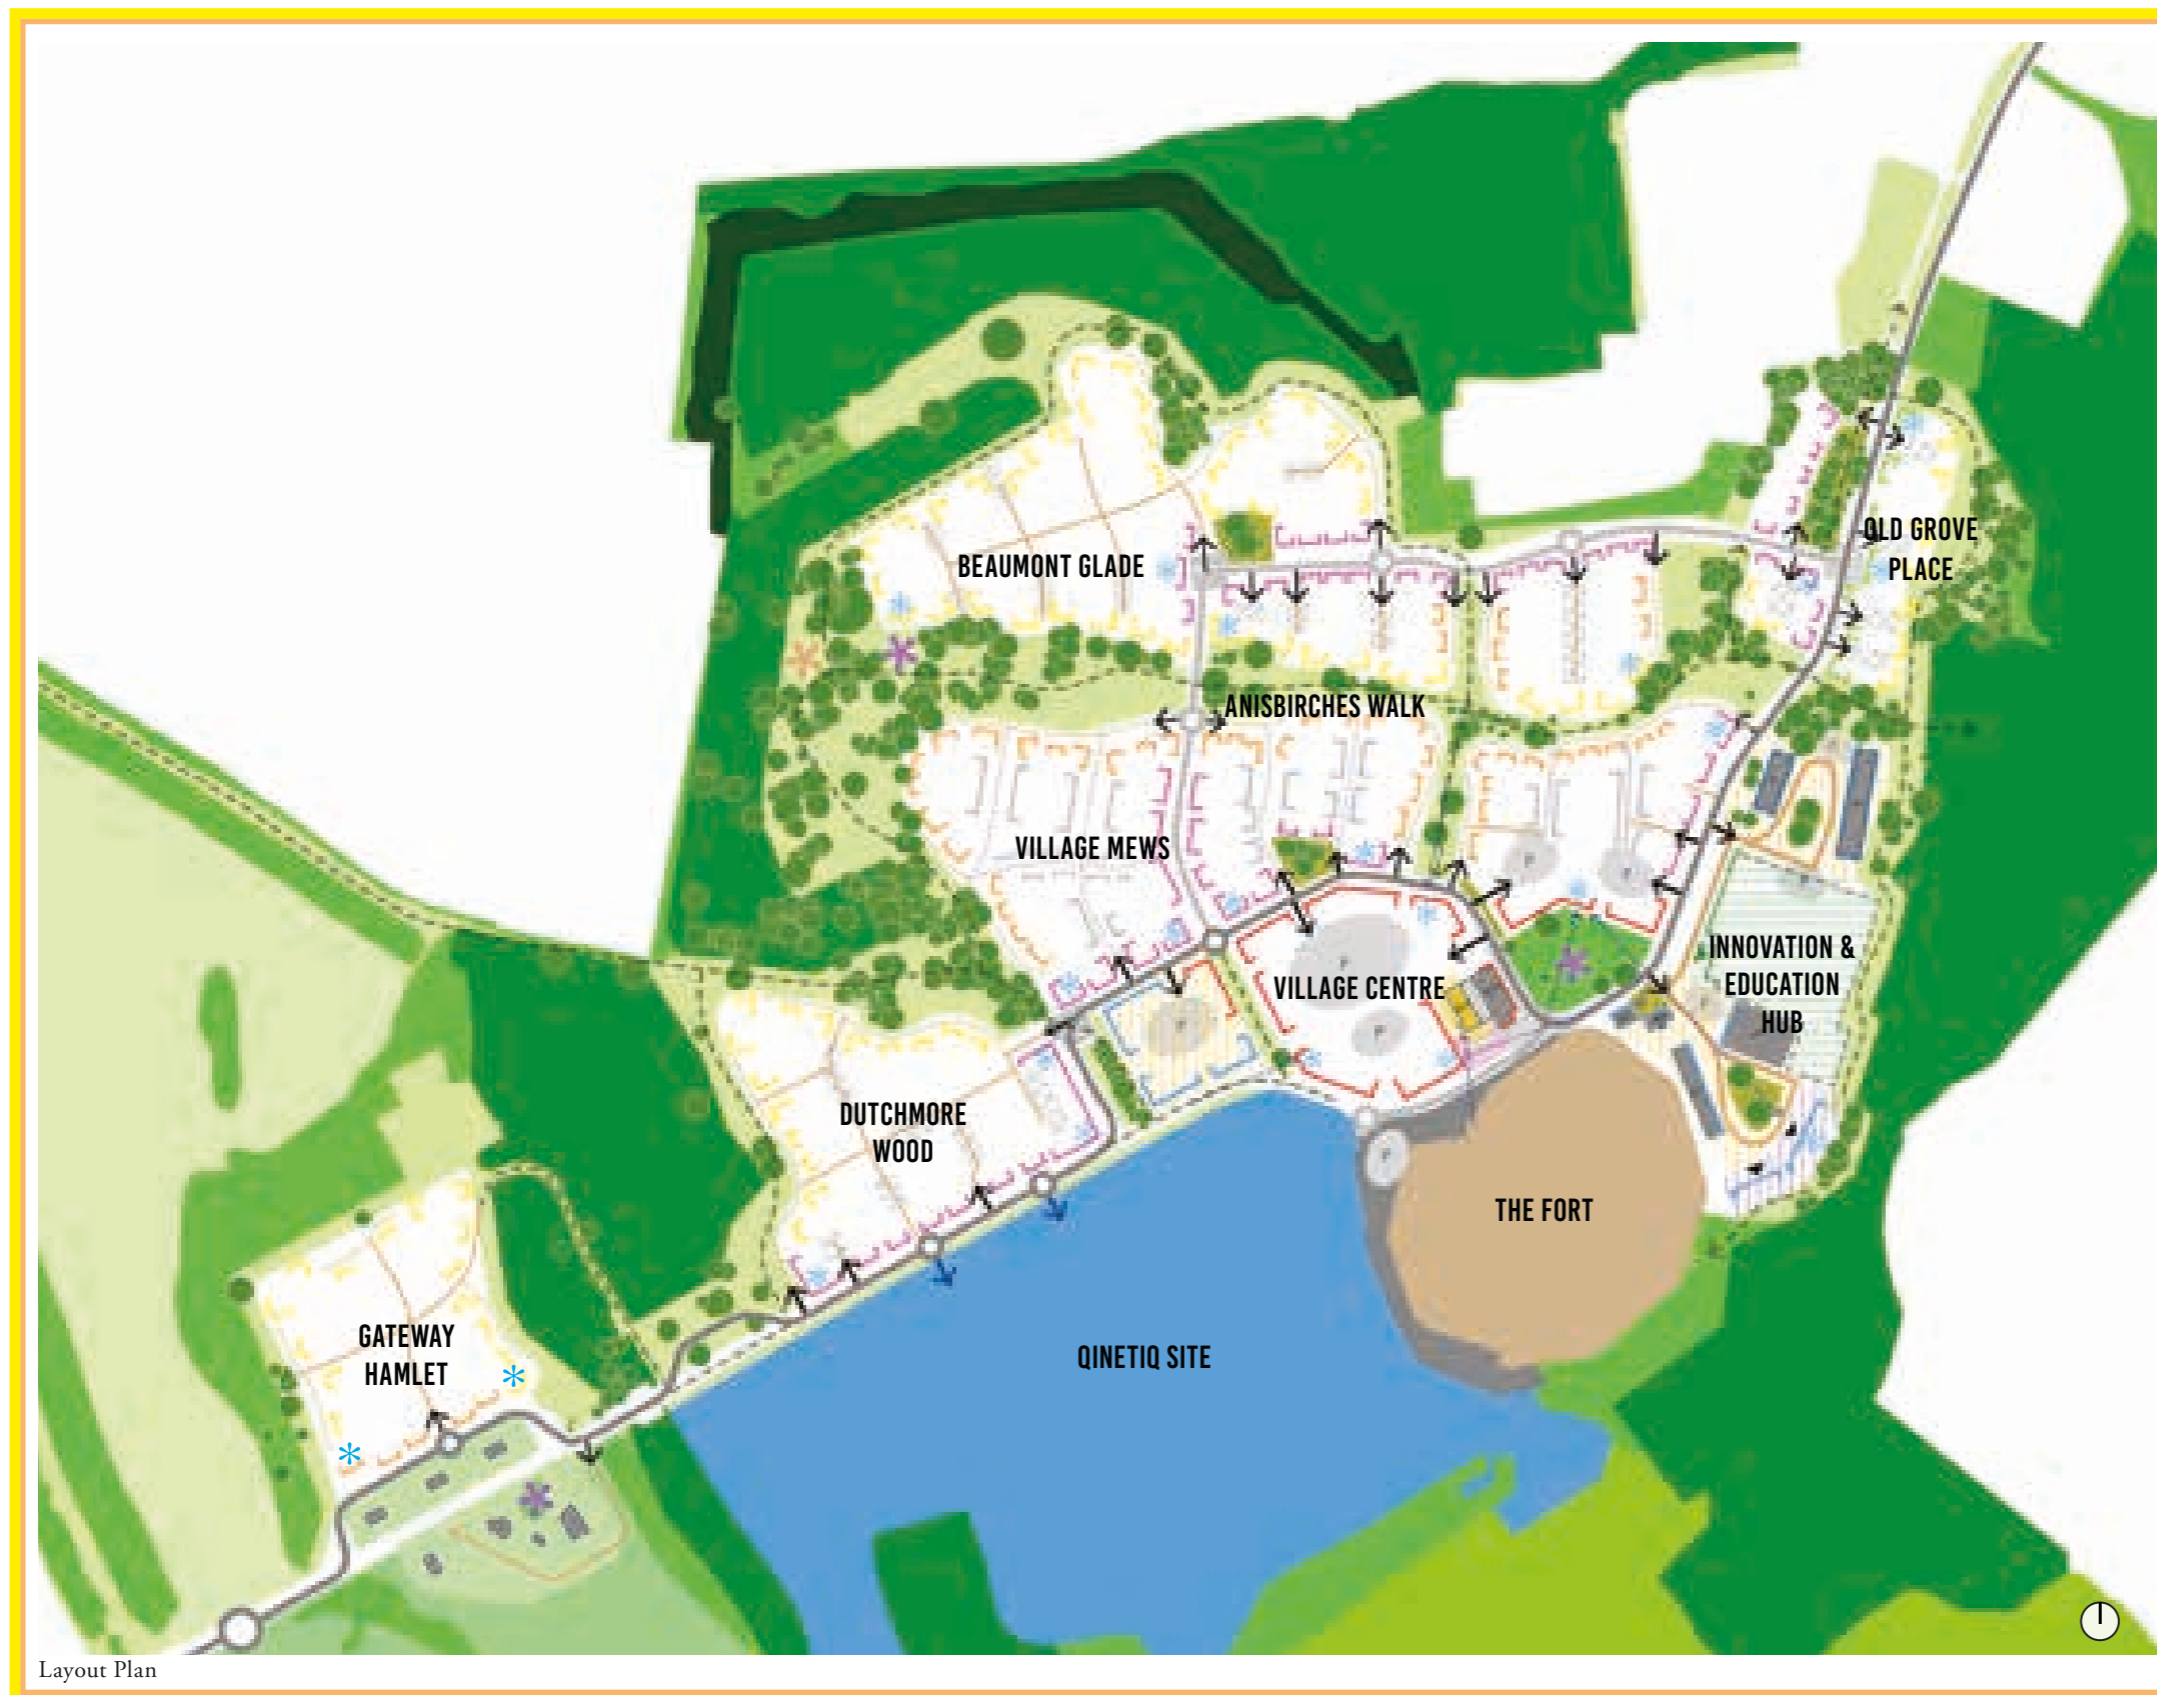 BEAUMONT GLADE
OLD GROVE
PLACE
ANISBIRCHES WALK
VILLAGE MEWS
VILLAGE CENTRE
INNOVATION &
EDUCATION
HUB
DUTCHMORE
WOOD
THE FORT
GATEWAY
HAMLET
QINETIQ SITE
P
P
P
P
P
P
Layout Plan